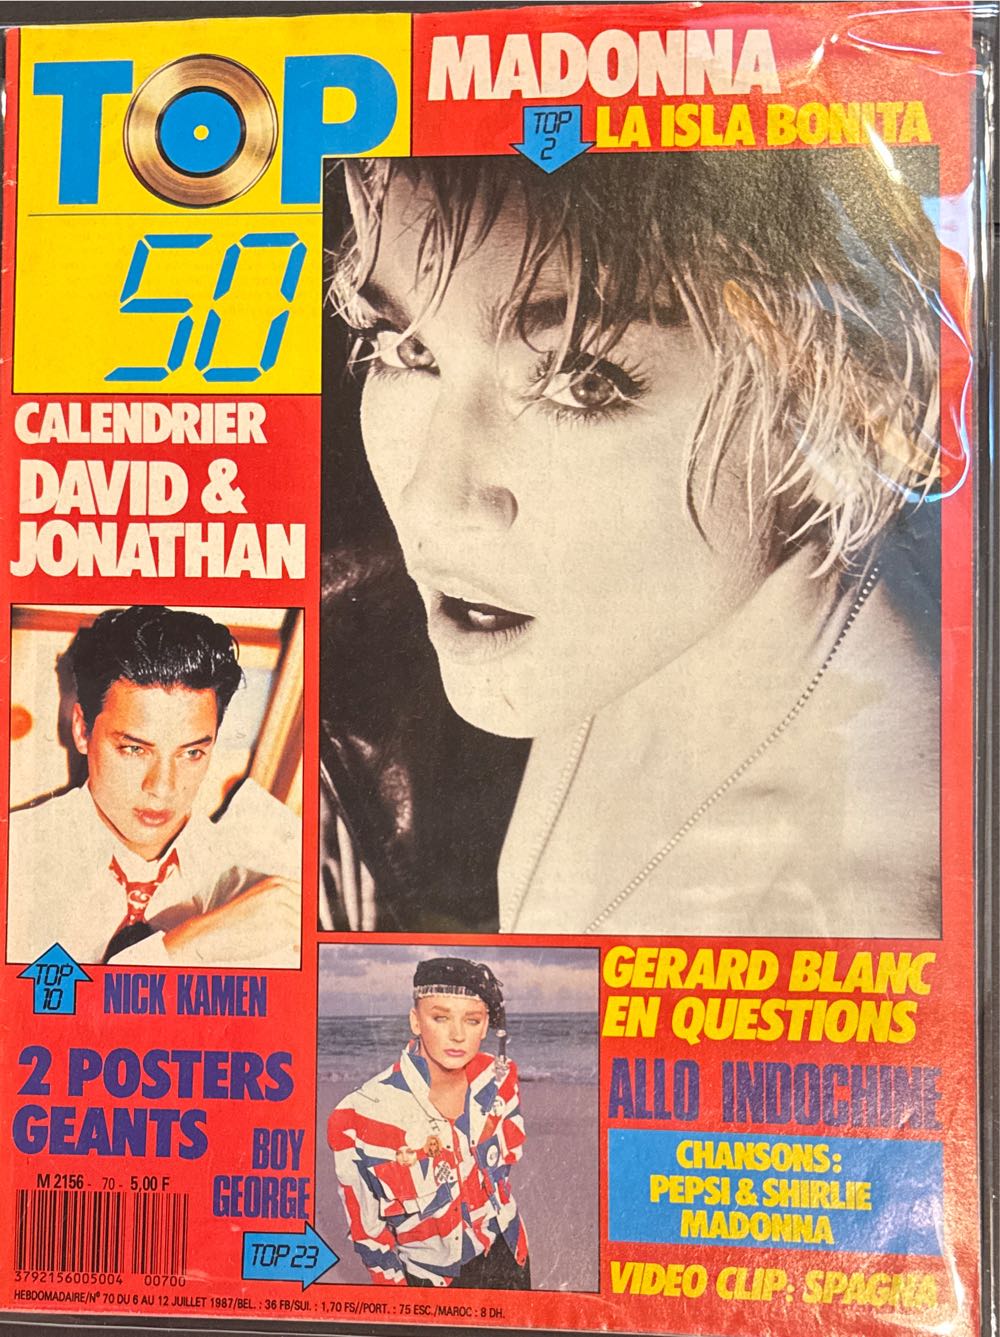 TOP
50
MADONNA
TOP
2
LA ISLA BONITA
CALENDRIER
DAVID &
JONATHAN
TOP
10
NICK KAMEN
2 POSTERS
GEANTS
BOY
GEORGE
TOP 23
GERARD BLANC
EN QUESTIONS
ALLO INDOCHINE
CHANSONS:
PEPSI & SHIRLIE
MADONNA
VIDEO CLIP: SPAGNA
M 2156 - 70 - 5,00 F
3792156005004 00700
HEBDOMADAIRE/N° 70 DU 6 AU 12 JUILLET 1987/BEL. : 36 FB/SUI. : 1,70 FS//PORT. : 75 ESC./MAROC : 8 DH.